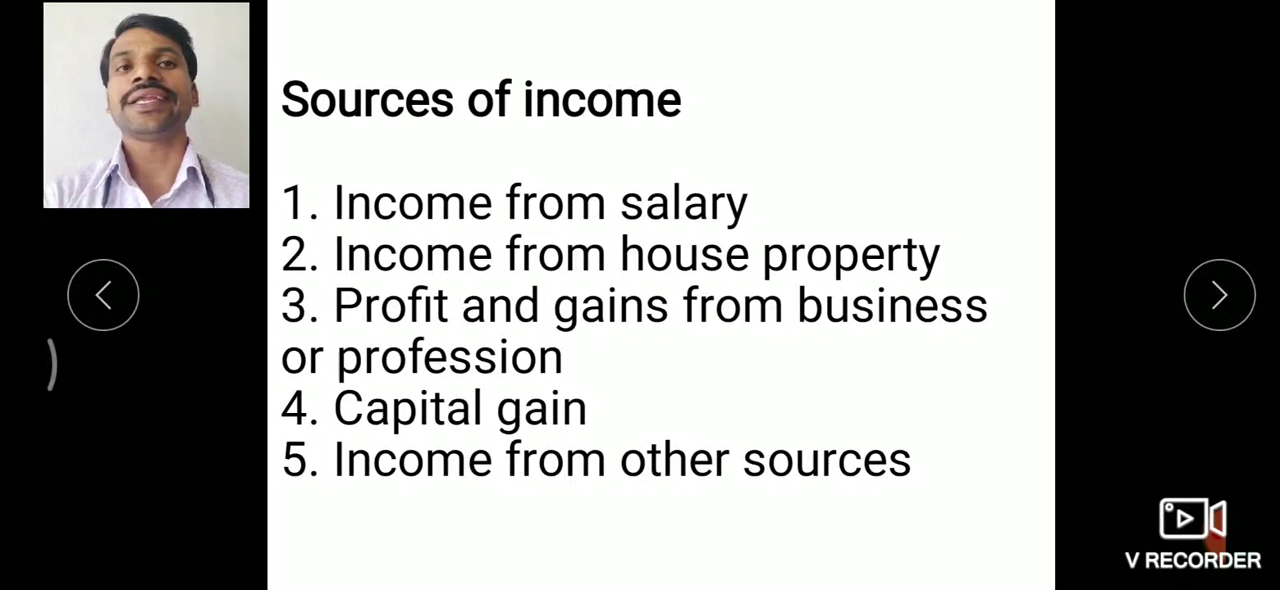 Sources of income
1. Income from salary
2. Income from house property
3. Profit and gains from business
or profession
4. Capital gain
5. Income from other sources
V RECORDER